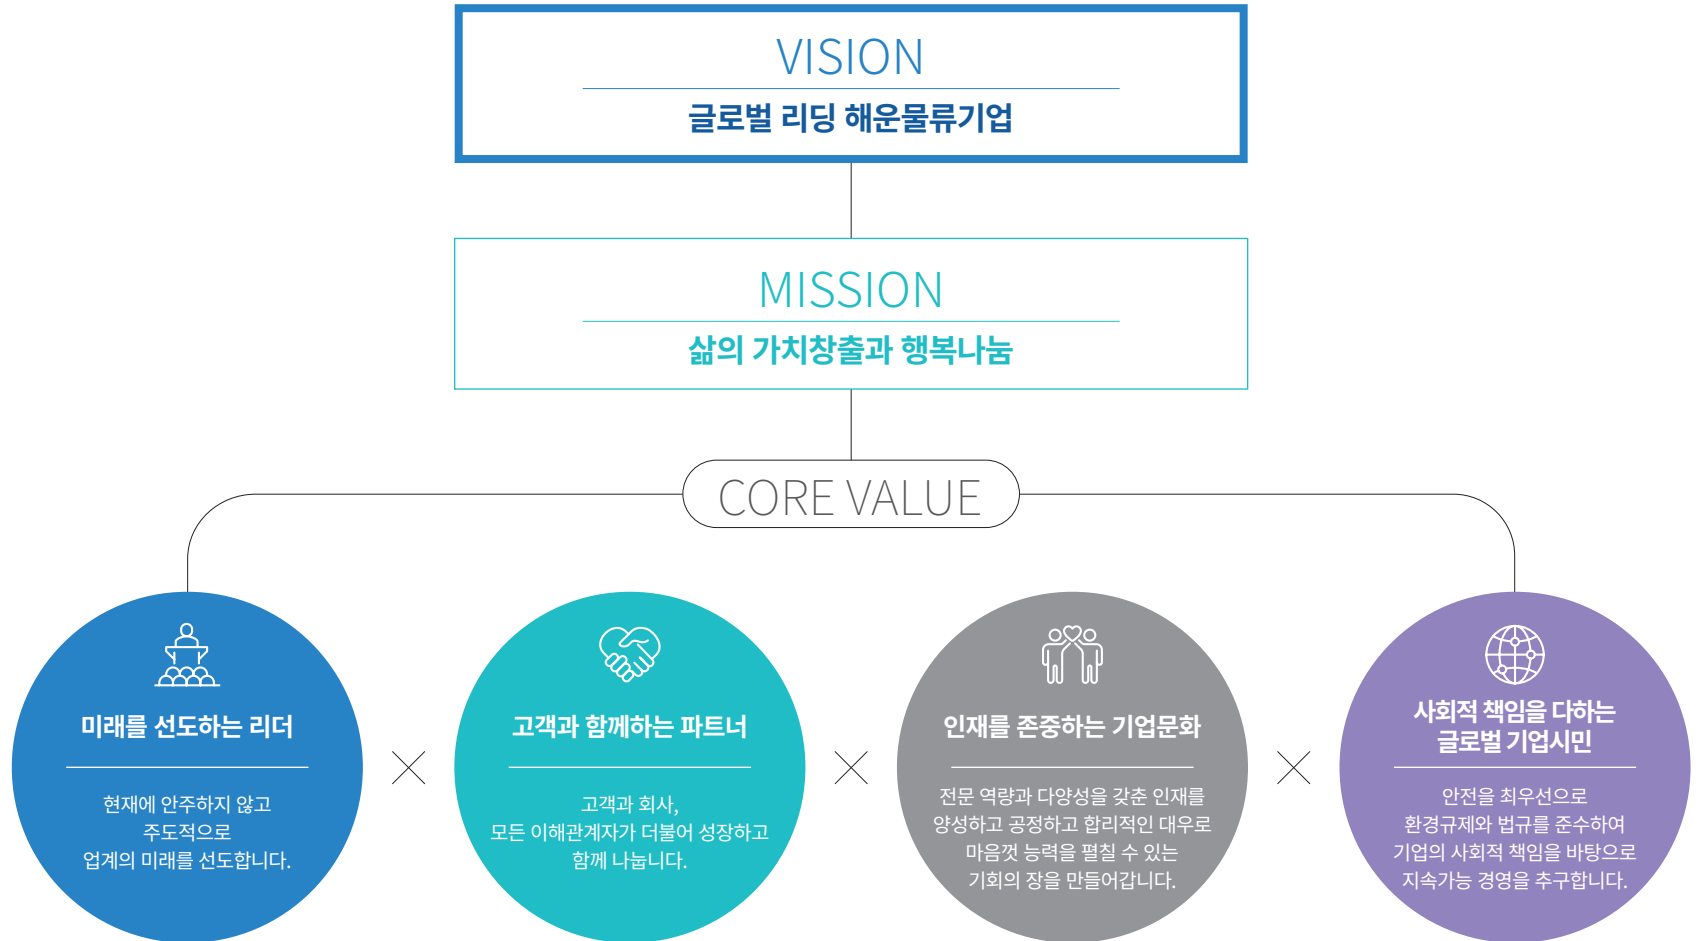 VISION
글로벌 리딩 해운물류기업
MISSION
삶의 가치창출과 행복나눔
CORE VALUE
미래를 선도하는 리더
현재에 안주하지 않고
주도적으로
업계의 미래를 선도합니다.
고객과 함께하는 파트너
고객과 회사,
모든 이해관계자가 더불어 성장하고
함께 나눕니다.
인재를 존중하는 기업문화
전문 역량과 다양성을 갖춘 인재를
양성하고 공정하고 합리적인 대우로
마음껏 능력을 펼칠 수 있는
기회의 장을 만들어갑니다.
사회적 책임을 다하는
글로벌 기업시민
안전을 최우선으로
환경규제와 법규를 준수하여
기업의 사회적 책임을 바탕으로
지속가능 경영을 추구합니다.